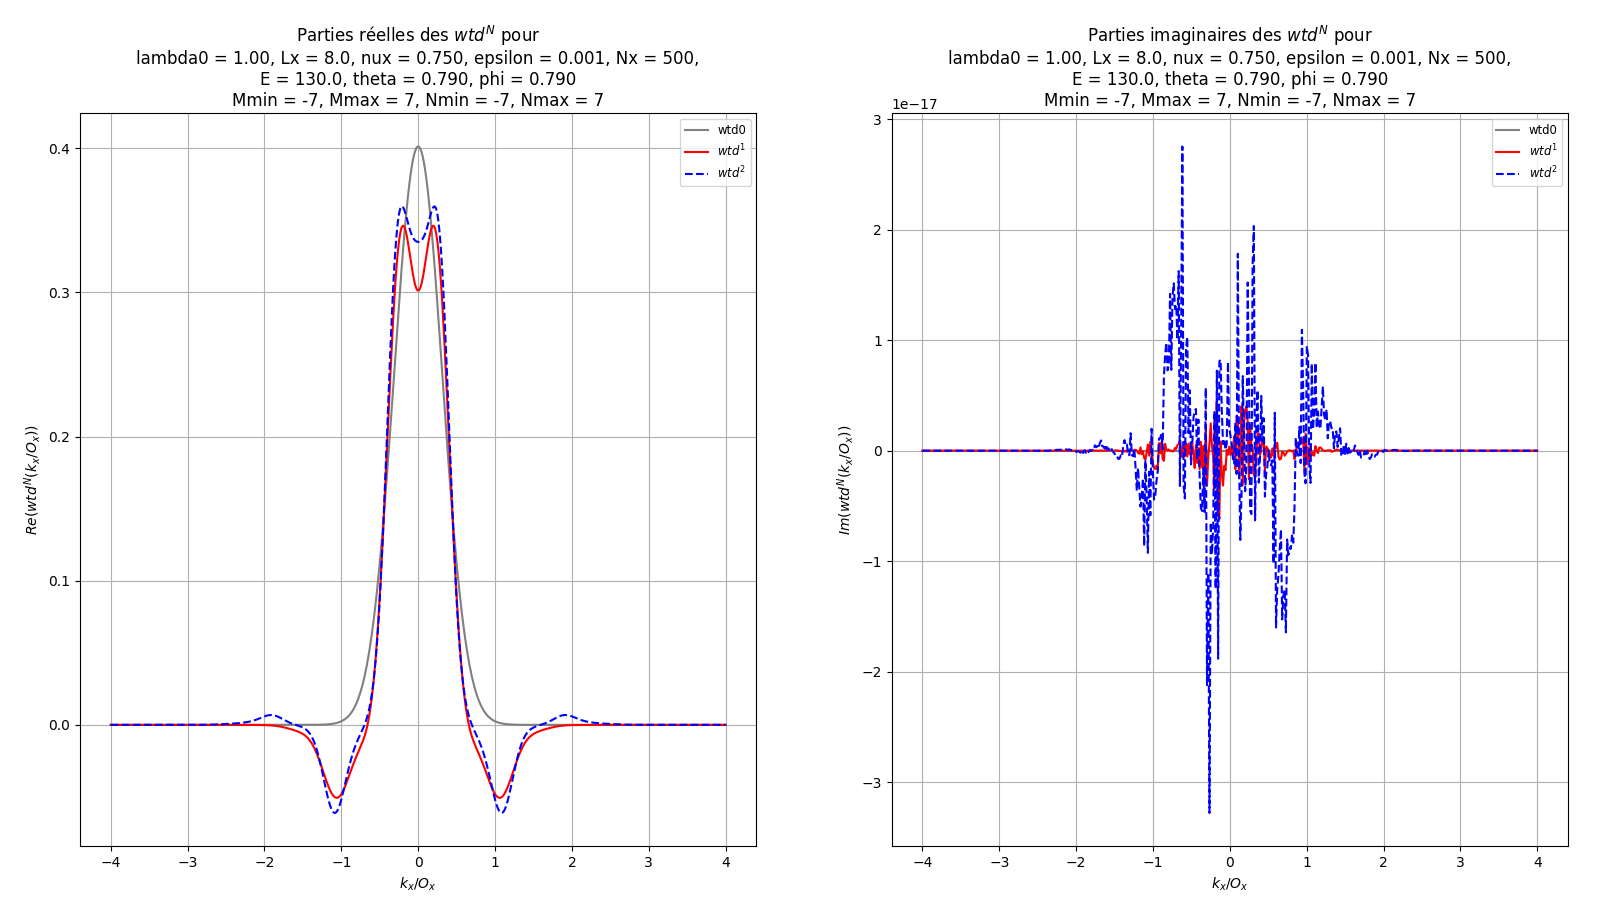 Parties réelles des wtd^N pour
lambda0 = 1.00, Lx = 8.0, nux = 0.750, epsilon = 0.001, Nx = 500,
E = 130.0, theta = 0.790, phi = 0.790
Mmin = -7, Mmax = 7, Nmin = -7, Nmax = 7
wtd0
wtd^1
wtd^2
0.4
0.3
0.2
0.1
0.0
Re(wtd^N(k_x/O_x))
−4 −3 −2 −1 0 1 2 3 4
k_x/O_x
Parties imaginaires des wtd^N pour
lambda0 = 1.00, Lx = 8.0, nux = 0.750, epsilon = 0.001, Nx = 500,
E = 130.0, theta = 0.790, phi = 0.790
Mmin = -7, Mmax = 7, Nmin = -7, Nmax = 7
1e−17
wtd0
wtd^1
wtd^2
3
2
1
0
−1
−2
−3
Im(wtd^N(k_x/O_x))
−4 −3 −2 −1 0 1 2 3 4
k_x/O_x